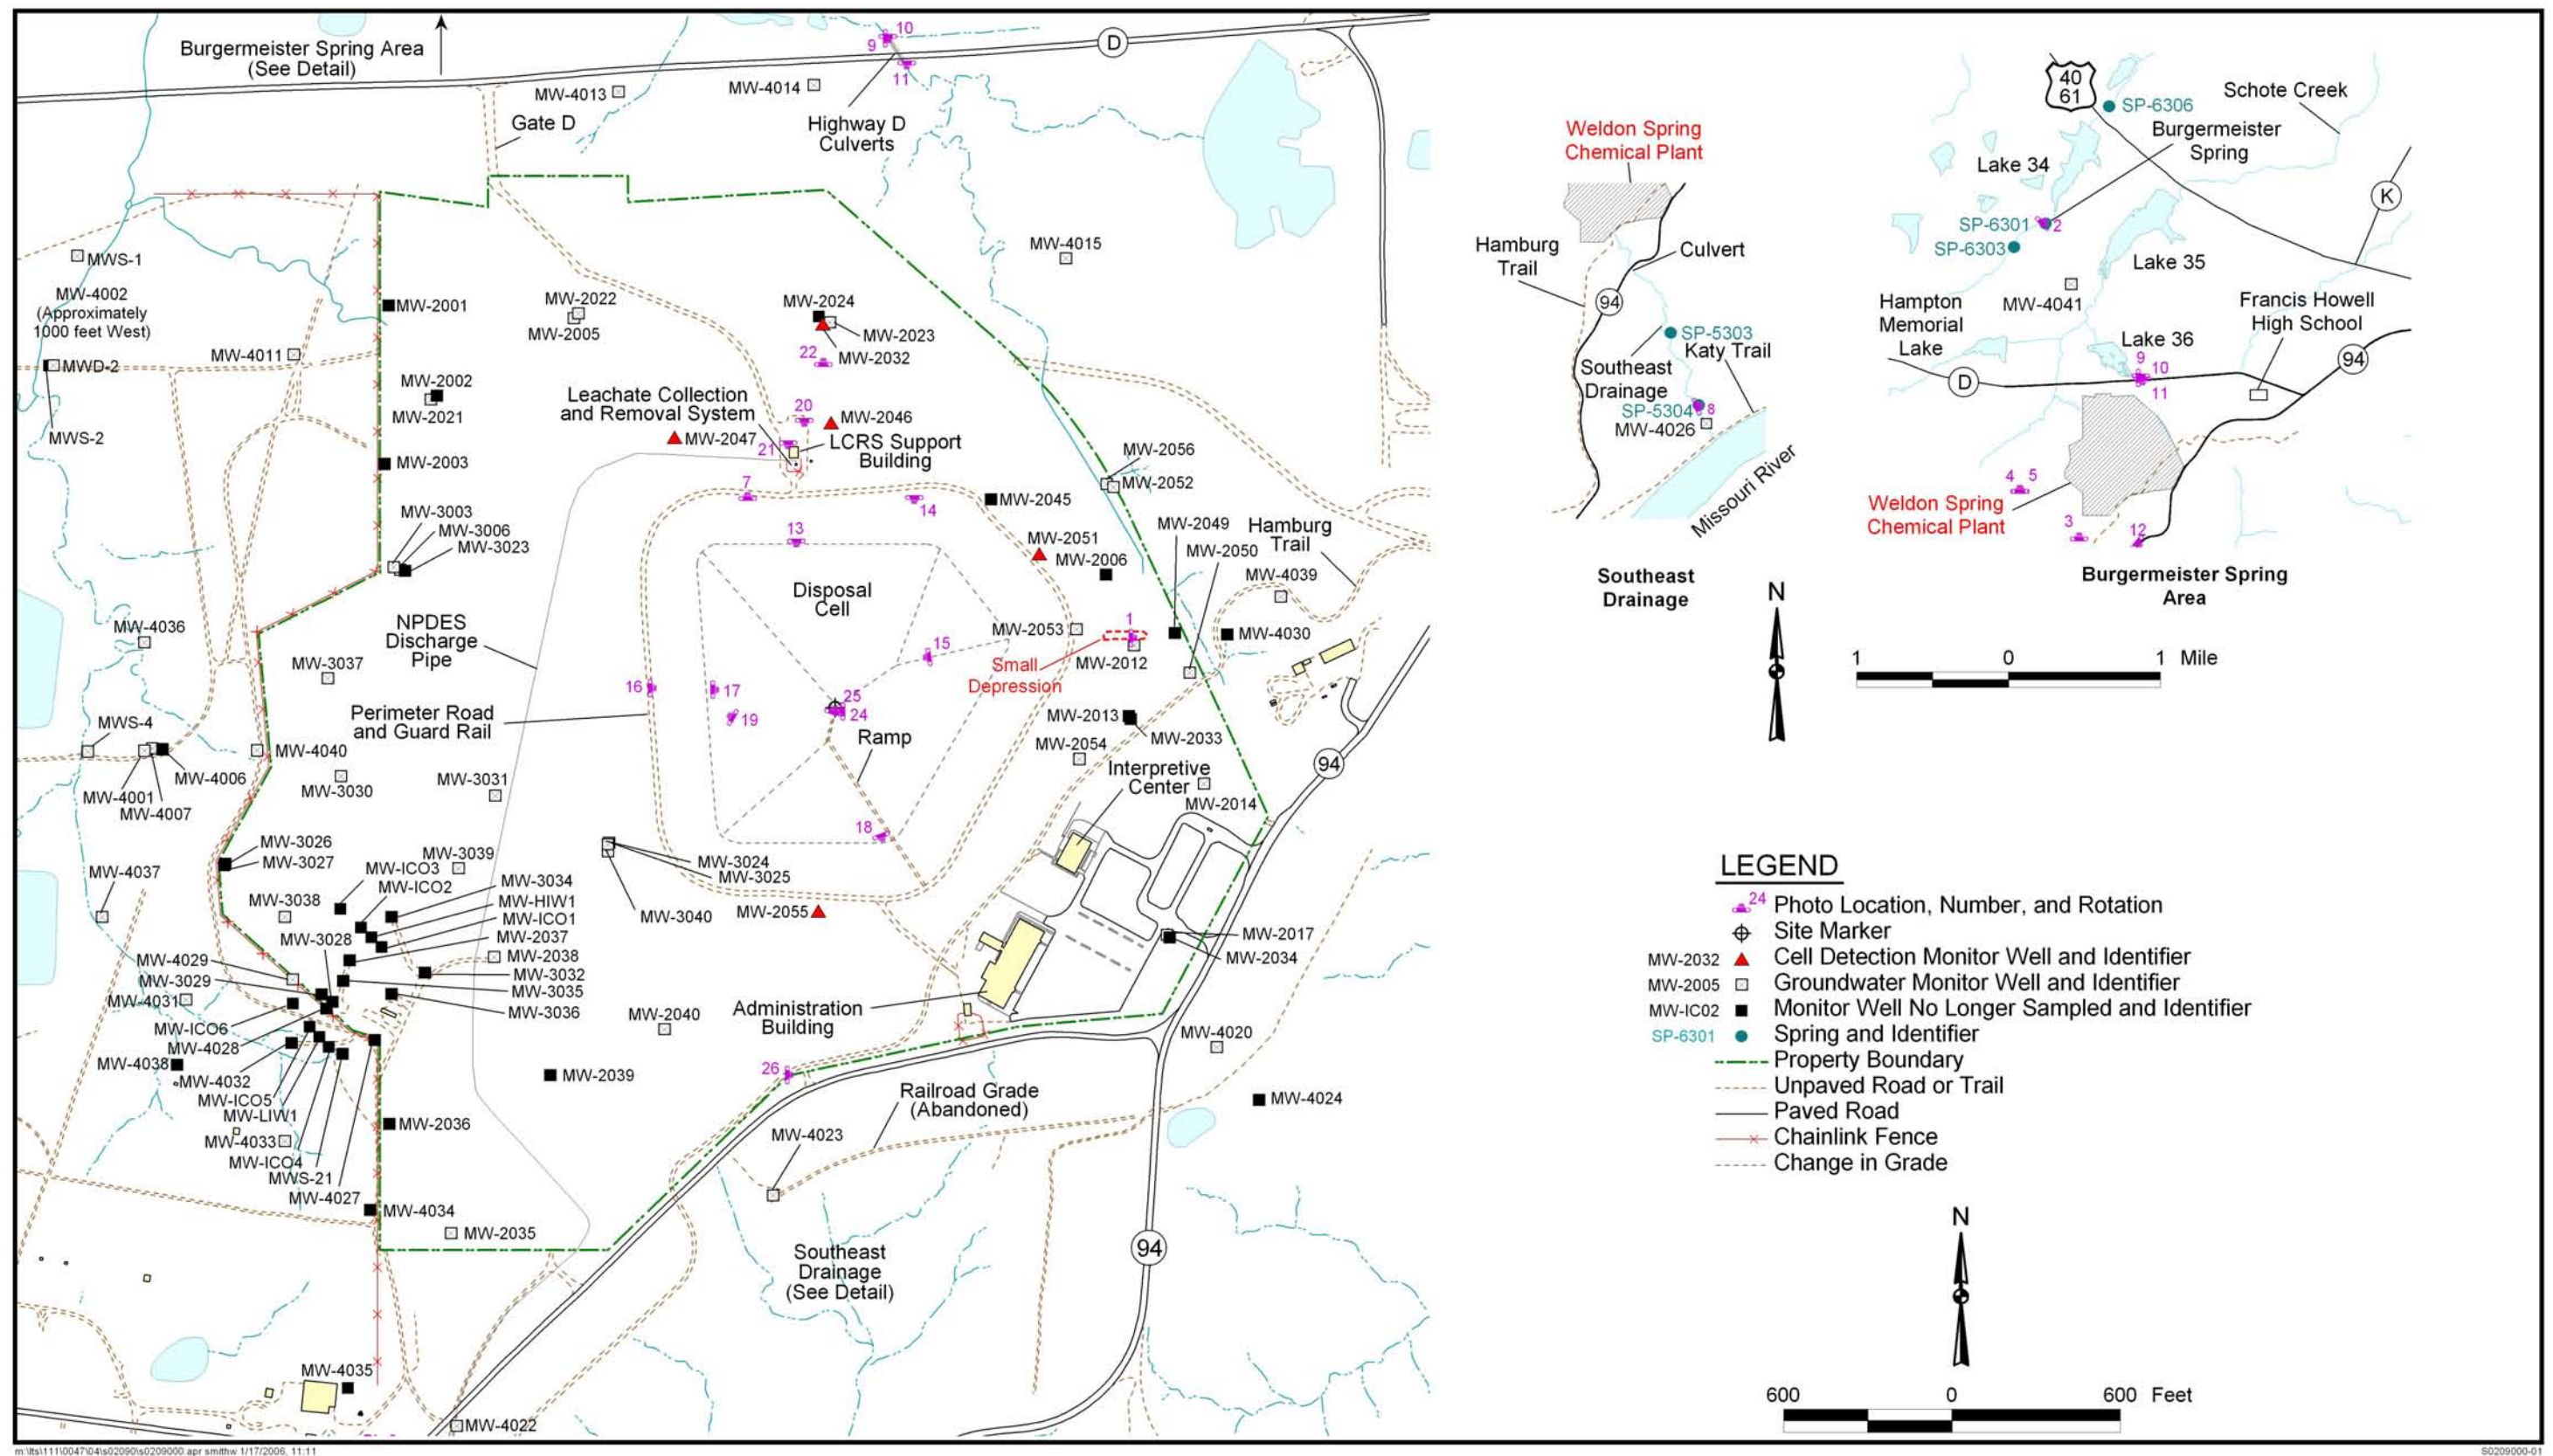 Burgermeister Spring Area
(See Detail)
10
9
11
D
MW-4013
MW-4014
Gate D
Highway D
Culverts
MWS-1
MW-4015
MW-4002
(Approximately
1000 feet West)
MW-2001
MW-2022
MW-2005
MW-2024
MW-2023
MW-2032
22
MW-4011
MWD-2
MW-2002
MW-2021
MWS-2
Leachate Collection
and Removal System
20
MW-2046
MW-2047
21
LCRS Support
Building
MW-2003
MW-2056
MW-2052
7
14
MW-2045
MW-3003
MW-3006
MW-3023
13
MW-2051
MW-2006
MW-2049
MW-2050
Hamburg
Trail
MW-4039
Disposal
Cell
NPDES
Discharge
Pipe
MW-4036
MW-3037
MW-2053
1
MW-4030
15
Small
Depression
MW-2012
16
17
19
25
24
Perimeter Road
and Guard Rail
Ramp
MW-2013
MW-2033
MW-2054
MWS-4
MW-4040
MW-4006
MW-4001
MW-4007
MW-3030
MW-3031
Interpretive
Center
MW-2014
94
18
MW-3026
MW-3027
MW-3039
MW-ICO3
MW-ICO2
MW-3024
MW-3025
MW-4037
MW-3038
MW-3034
MW-HIW1
MW-ICO1
MW-3040
MW-2055
MW-3028
MW-2037
MW-2017
MW-2038
MW-2034
MW-4029
MW-3029
MW-3032
MW-3035
MW-4031
MW-3036
MW-2040
Administration
Building
MW-ICO6
MW-4028
MW-4020
MW-4038
MW-4032
MW-2039
26
MW-ICO5
MW-LIW1
Railroad Grade
(Abandoned)
MW-4024
MW-2036
MW-4033
MW-4023
MW-ICO4
MWS-21
MW-4027
MW-4034
MW-2035
Southeast
Drainage
(See Detail)
94
MW-4035
MW-4022
Weldon Spring
Chemical Plant
Hamburg
Trail
Culvert
94
SP-5303
Katy Trail
Southeast
Drainage
SP-5304
8
MW-4026
Missouri River
Southeast
Drainage
40
61
SP-6306
Schote Creek
Burgermeister
Spring
Lake 34
K
SP-6301
2
SP-6303
Lake 35
MW-4041
Hampton
Memorial
Lake
Francis Howell
High School
Lake 36
9
10
11
94
D
4 5
Weldon Spring
Chemical Plant
3
12
Burgermeister Spring
Area
N
1 0 1 Mile
LEGEND
24 Photo Location, Number, and Rotation
Site Marker
MW-2032 Cell Detection Monitor Well and Identifier
MW-2005 Groundwater Monitor Well and Identifier
MW-IC02 Monitor Well No Longer Sampled and Identifier
SP-6301 Spring and Identifier
Property Boundary
Unpaved Road or Trail
Paved Road
Chainlink Fence
Change in Grade
N
600 0 600 Feet
m:\lts\111\0047\04\s02090\s0209000.apr smithw 1/17/2006, 11:11
S0209000-01